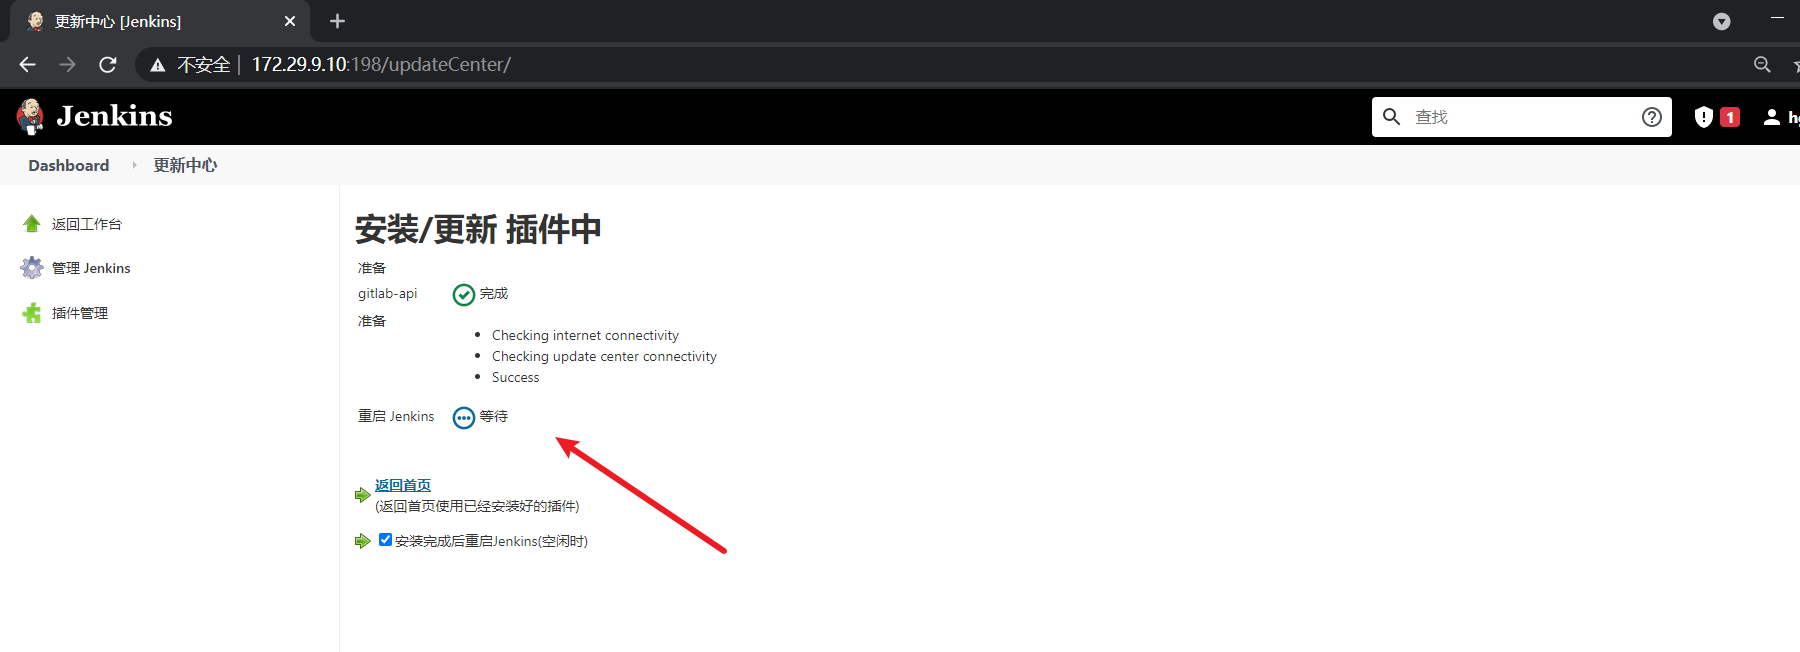 更新中心 [Jenkins]
不安全 172.29.9.10:198/updateCenter/
Jenkins
查找
1
Dashboard 更新中心
返回工作台
管理 Jenkins
插件管理
安装/更新 插件中
准备
gitlab-api 完成
准备
Checking internet connectivity
Checking update center connectivity
Success
重启 Jenkins 等待
返回首页
(返回首页使用已经安装好的插件)
安装完成后重启Jenkins(空闲时)